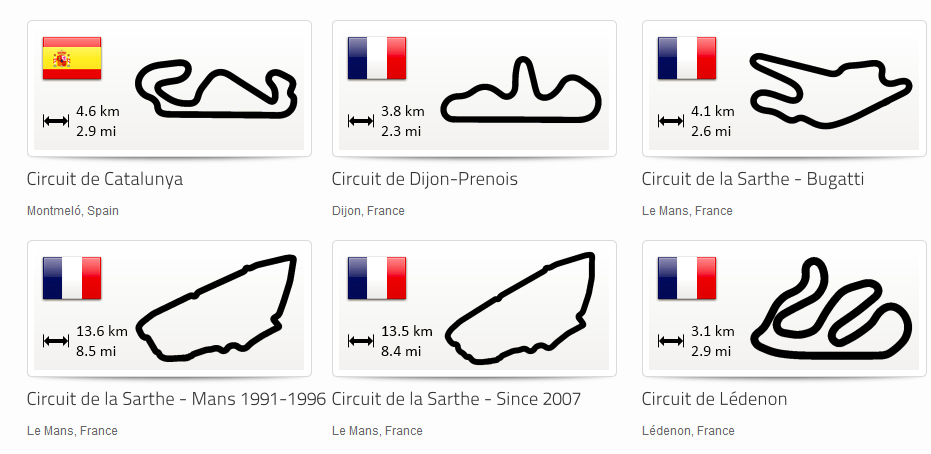 4.6 km
2.9 mi
Circuit de Catalunya
Montmeló, Spain
3.8 km
2.3 mi
Circuit de Dijon-Prenois
Dijon, France
4.1 km
2.6 mi
Circuit de la Sarthe - Bugatti
Le Mans, France
13.6 km
8.5 mi
Circuit de la Sarthe - Mans 1991-1996
Le Mans, France
13.5 km
8.4 mi
Circuit de la Sarthe - Since 2007
Le Mans, France
3.1 km
2.9 mi
Circuit de Lédenon
Lédenon, France